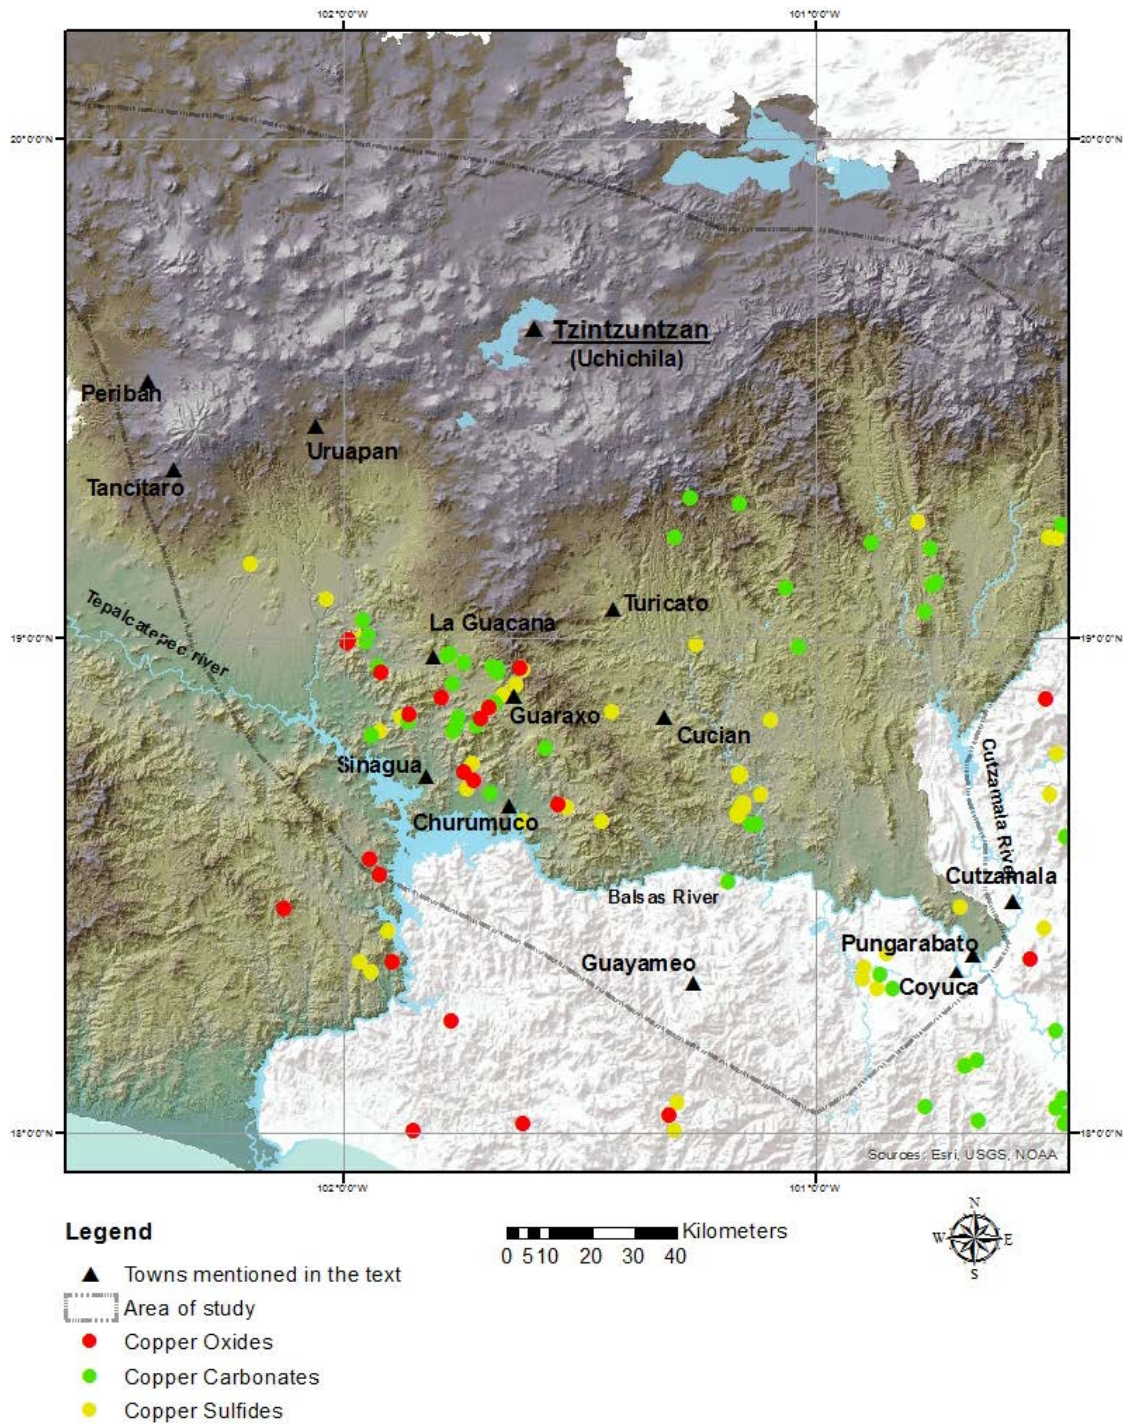 102°0'0"W 101°0'0"W
20°0'0"N 20°0'0"N
Tzintzuntzan
(Uchichila)
Periban
Uruapan
Tancitaro
Tepalcatepec river
Turicato
La Guacana
19°0'0"N 19°0'0"N
Guaraxo
Cucian
Sinagua
Churumuco
Cutzamala River
Cutzamala
Balsas River
Pungarabato
Guayameo
Coyuca
18°0'0"N 18°0'0"N
Sources: Esri, USGS, NOAA
102°0'0"W 101°0'0"W
Legend
Kilometers
0 5 10 20 30 40
N
W E
S
Towns mentioned in the text
Area of study
Copper Oxides
Copper Carbonates
Copper Sulfides